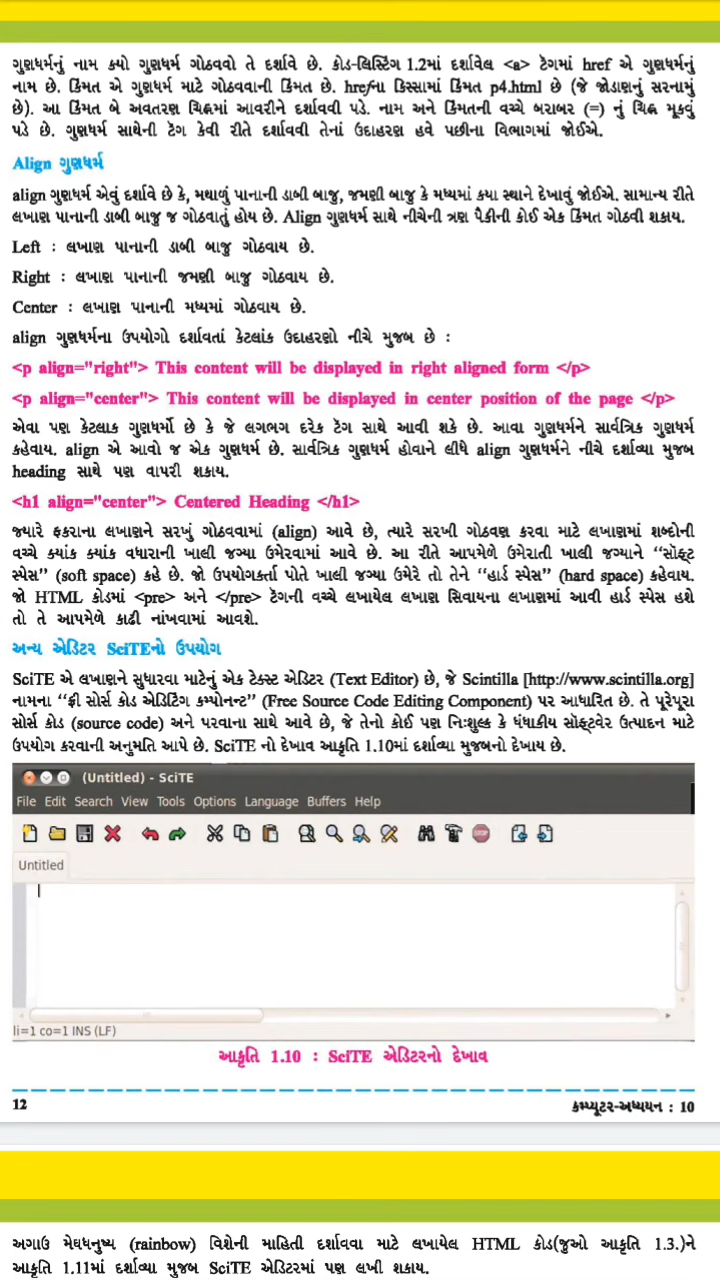 ગુણધર્મનું નામ ક્યો ગુણધર્મ ગોઠવવો તે દર્શાવે છે. કોડ-લિસ્ટિંગ 1.2માં દર્શાવેલ <a> ટૅગમાં href એ ગુણધર્મનું
નામ છે. કિંમત એ ગુણધર્મ માટે ગોઠવવાની કિંમત છે. hrefના કિસ્સામાં કિંમત p4.html છે (જે જોડાણનું સરનામું
છે). આ કિંમત બે અવતરણ ચિહ્નમાં આવરીને દર્શાવવી પડે. નામ અને કિંમતની વચ્ચે બરાબર (=) નું ચિહ્ન મૂકવું
પડે છે. ગુણધર્મ સાથેની ટૅગ કેવી રીતે દર્શાવવી તેનાં ઉદાહરણ હવે પછીના વિભાગમાં જોઈએ.
Align ગુણધર્મ
align ગુણધર્મ એવું દર્શાવે છે કે, મથાળું પાનાની ડાબી બાજુ, જમણી બાજુ કે મધ્યમાં ક્યા સ્થાને દેખાવું જોઈએ. સામાન્ય રીતે
લખાણ પાનાની ડાબી બાજુ જ ગોઠવાતું હોય છે. Align ગુણધર્મ સાથે નીચેની ત્રણ પૈકીની કોઈ એક કિંમત ગોઠવી શકાય.
Left : લખાણ પાનાની ડાબી બાજુ ગોઠવાય છે.
Right : લખાણ પાનાની જમણી બાજુ ગોઠવાય છે.
Center : લખાણ પાનાની મધ્યમાં ગોઠવાય છે.
align ગુણધર્મના ઉપયોગો દર્શાવતાં કેટલાંક ઉદાહરણો નીચે મુજબ છે :
<p align="right"> This content will be displayed in right aligned form </p>
<p align="center"> This content will be displayed in center position of the page </p>
એવા પણ કેટલાક ગુણધર્મો છે કે જે લગભગ દરેક ટૅગ સાથે આવી શકે છે. આવા ગુણધર્મને સાર્વત્રિક ગુણધર્મ
કહેવાય. align એ આવો જ એક ગુણધર્મ છે. સાર્વત્રિક ગુણધર્મ હોવાને લીધે align ગુણધર્મને નીચે દર્શાવ્યા મુજબ
heading સાથે પણ વાપરી શકાય.
<h1 align="center"> Centered Heading </h1>
જ્યારે ફકરાના લખાણને સરખું ગોઠવવામાં (align) આવે છે, ત્યારે સરખી ગોઠવણ કરવા માટે લખાણમાં શબ્દોની
વચ્ચે ક્યાંક ક્યાંક વધારાની ખાલી જગ્યા ઉમેરવામાં આવે છે. આ રીતે આપમેળે ઉમેરાતી ખાલી જગ્યાને “સૉફ્ટ
સ્પેસ” (soft space) કહે છે. જો ઉપયોગકર્તા પોતે ખાલી જગ્યા ઉમેરે તો તેને “હાર્ડ સ્પેસ” (hard space) કહેવાય.
જો HTML કોડમાં <pre> અને </pre> ટૅગની વચ્ચે લખાયેલ લખાણ સિવાયના લખાણમાં આવી હાર્ડ સ્પેસ હશે
તો તે આપમેળે કાઢી નાંખવામાં આવશે.
અન્ય એડિટર SciTEનો ઉપયોગ
SciTE એ લખાણને સુધારવા માટેનું એક ટેક્સ્ટ એડિટર (Text Editor) છે, જે Scintilla [http://www.scintilla.org]
નામના “ફ્રી સોર્સ કોડ એડિટિંગ કમ્પોનન્ટ” (Free Source Code Editing Component) પર આધારિત છે. તે પૂરેપૂરા
સોર્સ કોડ (source code) અને પરવાના સાથે આવે છે, જે તેનો કોઈ પણ નિઃશુલ્ક કે ધંધાકીય સૉફ્ટવેર ઉત્પાદન માટે
ઉપયોગ કરવાની અનુમતિ આપે છે. SciTE નો દેખાવ આકૃતિ 1.10માં દર્શાવ્યા મુજબનો દેખાય છે.
(Untitled) - SciTE
File Edit Search View Tools Options Language Buffers Help
STOP
Untitled
li=1 co=1 INS (LF)
આકૃતિ 1.10 : SciTE એડિટરનો દેખાવ
12 કમ્પ્યૂટર-અધ્યયન : 10
અગાઉ મેઘધનુષ્ય (rainbow) વિશેની માહિતી દર્શાવવા માટે લખાયેલ HTML કોડ(જુઓ આકૃતિ 1.3.)ને
આકૃતિ 1.11માં દર્શાવ્યા મુજબ SciTE એડિટરમાં પણ લખી શકાય.